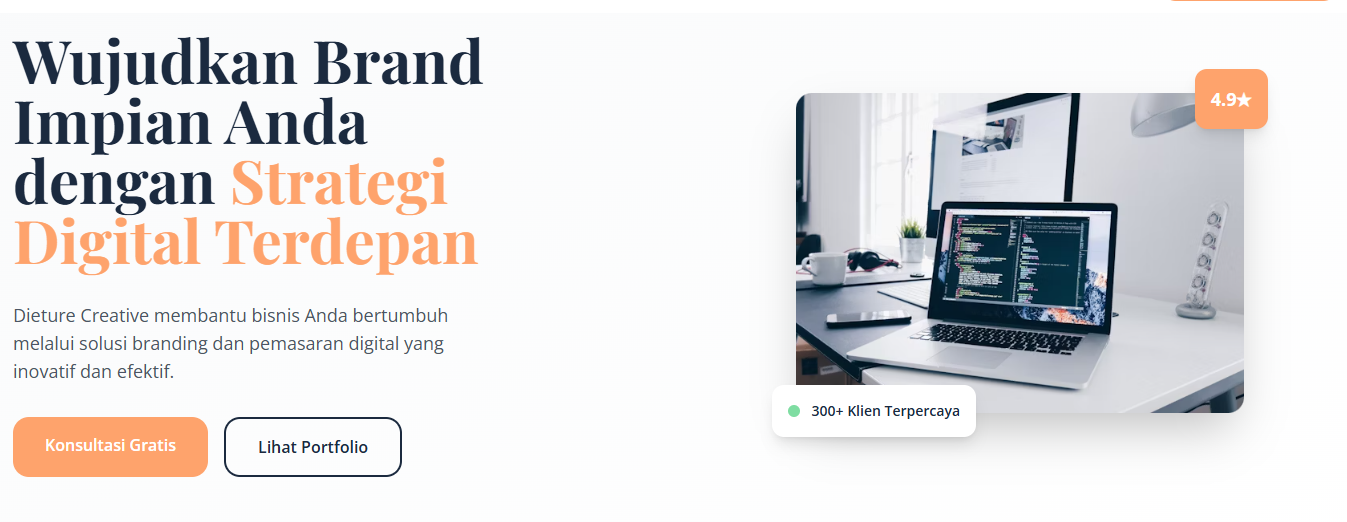 Wujudkan Brand
Impian Anda
dengan Strategi
Digital Terdepan
Dieture Creative membantu bisnis Anda bertumbuh
melalui solusi branding dan pemasaran digital yang
inovatif dan efektif.
Konsultasi Gratis
Lihat Portfolio
4.9★
300+ Klien Terpercaya